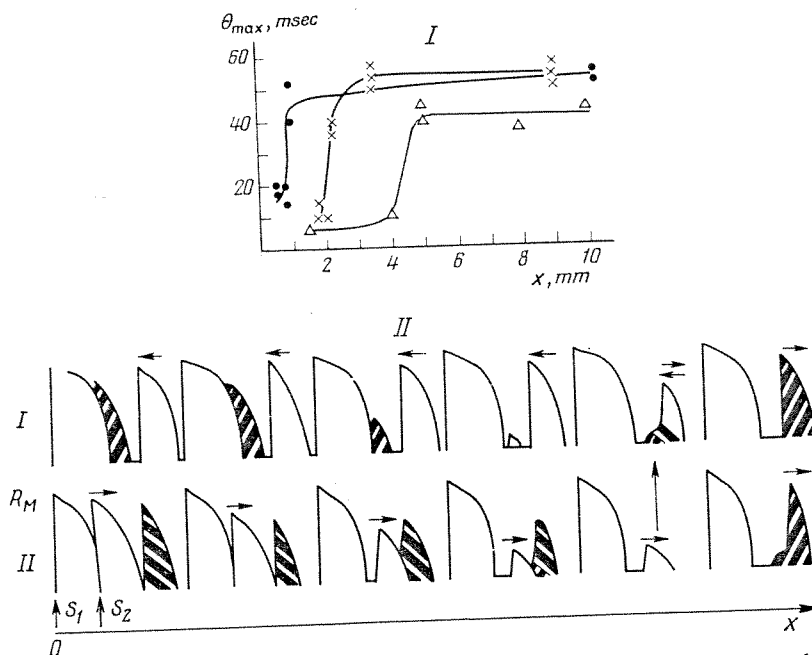 θmax, msec
I
60
40
20
2 4 6 8 10
x, mm
II
I
RM
II
S1 S2
0
x